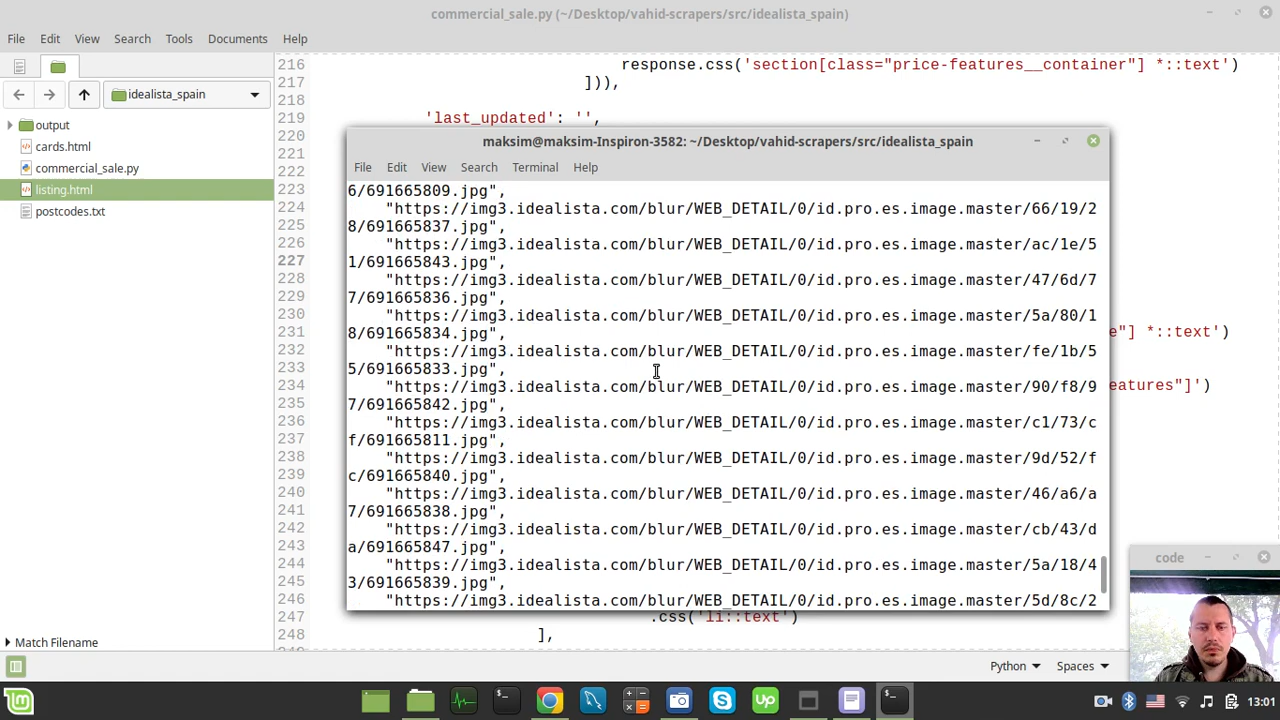 commercial_sale.py (~/Desktop/vahid-scrapers/src/idealista_spain)
File Edit View Search Tools Documents Help
idealista_spain
output
cards.html
commercial_sale.py
listing.html
postcodes.txt
Match Filename
216 response.css('section[class="price-features__container"] *::text')
217 ])),
218
219 'last_updated': '',
220
221
222
223
224
225
226
227
228
229
230
231 e"] *::text')
232
233
234 eatures"]')
235
236
237
238
239
240
241
242
243
244
245
246
247 .css('li::text')
248 ],
maksim@maksim-Inspiron-3582: ~/Desktop/vahid-scrapers/src/idealista_spain
File Edit View Search Terminal Help
6/691665809.jpg",
"https://img3.idealista.com/blur/WEB_DETAIL/0/id.pro.es.image.master/66/19/2
8/691665837.jpg",
"https://img3.idealista.com/blur/WEB_DETAIL/0/id.pro.es.image.master/ac/1e/5
1/691665843.jpg",
"https://img3.idealista.com/blur/WEB_DETAIL/0/id.pro.es.image.master/47/6d/7
7/691665836.jpg",
"https://img3.idealista.com/blur/WEB_DETAIL/0/id.pro.es.image.master/5a/80/1
8/691665834.jpg",
"https://img3.idealista.com/blur/WEB_DETAIL/0/id.pro.es.image.master/fe/1b/5
5/691665833.jpg",
"https://img3.idealista.com/blur/WEB_DETAIL/0/id.pro.es.image.master/90/f8/9
7/691665842.jpg",
"https://img3.idealista.com/blur/WEB_DETAIL/0/id.pro.es.image.master/c1/73/c
f/691665811.jpg",
"https://img3.idealista.com/blur/WEB_DETAIL/0/id.pro.es.image.master/9d/52/f
c/691665840.jpg",
"https://img3.idealista.com/blur/WEB_DETAIL/0/id.pro.es.image.master/46/a6/a
7/691665838.jpg",
"https://img3.idealista.com/blur/WEB_DETAIL/0/id.pro.es.image.master/cb/43/d
a/691665847.jpg",
"https://img3.idealista.com/blur/WEB_DETAIL/0/id.pro.es.image.master/5a/18/4
3/691665839.jpg",
"https://img3.idealista.com/blur/WEB_DETAIL/0/id.pro.es.image.master/5d/8c/2
code
Python Spaces
13:01